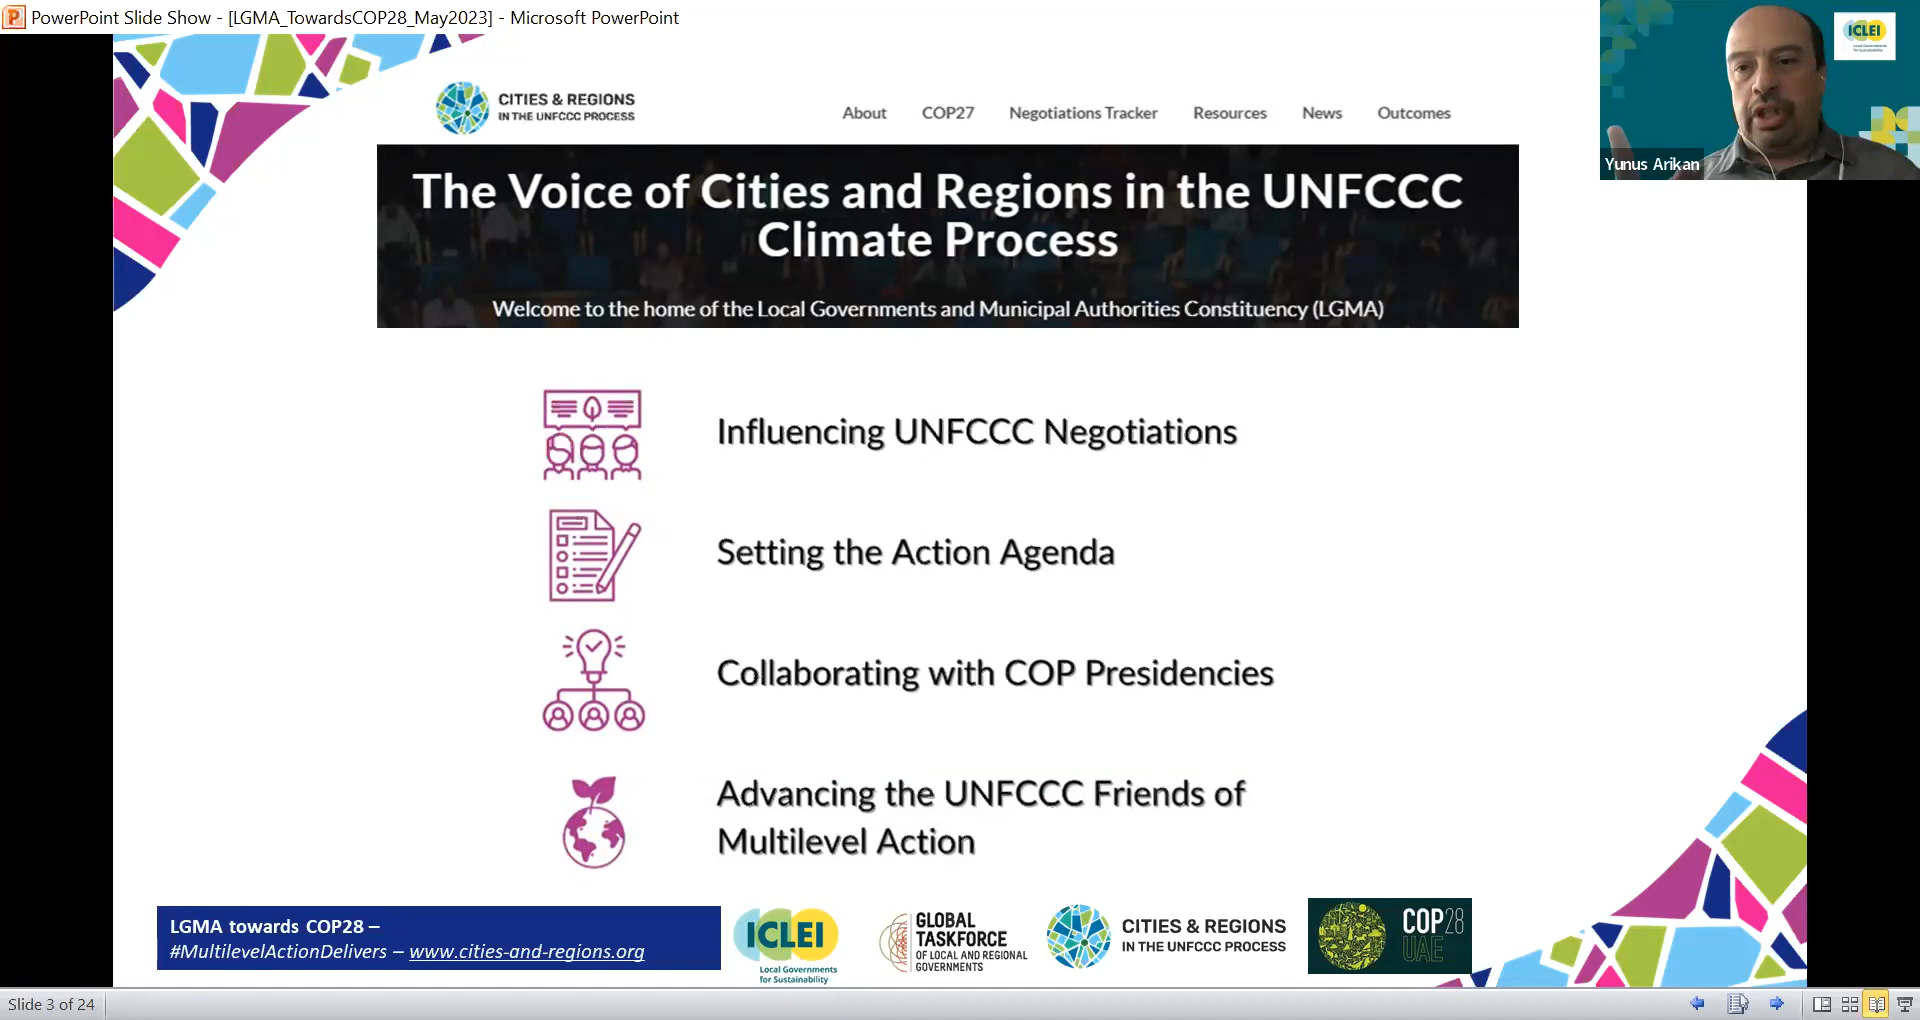 PowerPoint Slide Show - [LGMA_TowardsCOP28_May2023] - Microsoft PowerPoint
ICLEI
Yunus Arikan
CITIES & REGIONS
IN THE UNFCCC PROCESS
About COP27 Negotiations Tracker Resources News Outcomes
The Voice of Cities and Regions in the UNFCCC
Climate Process
Welcome to the home of the Local Governments and Municipal Authorities Constituency (LGMA)
Influencing UNFCCC Negotiations
Setting the Action Agenda
Collaborating with COP Presidencies
Advancing the UNFCCC Friends of
Multilevel Action
LGMA towards COP28 –
#MultilevelActionDelivers – www.cities-and-regions.org
ICLEI
Local Governments
for Sustainability
GLOBAL
TASKFORCE
OF LOCAL AND REGIONAL
GOVERNMENTS
CITIES & REGIONS
IN THE UNFCCC PROCESS
COP28
UAE
Slide 3 of 24